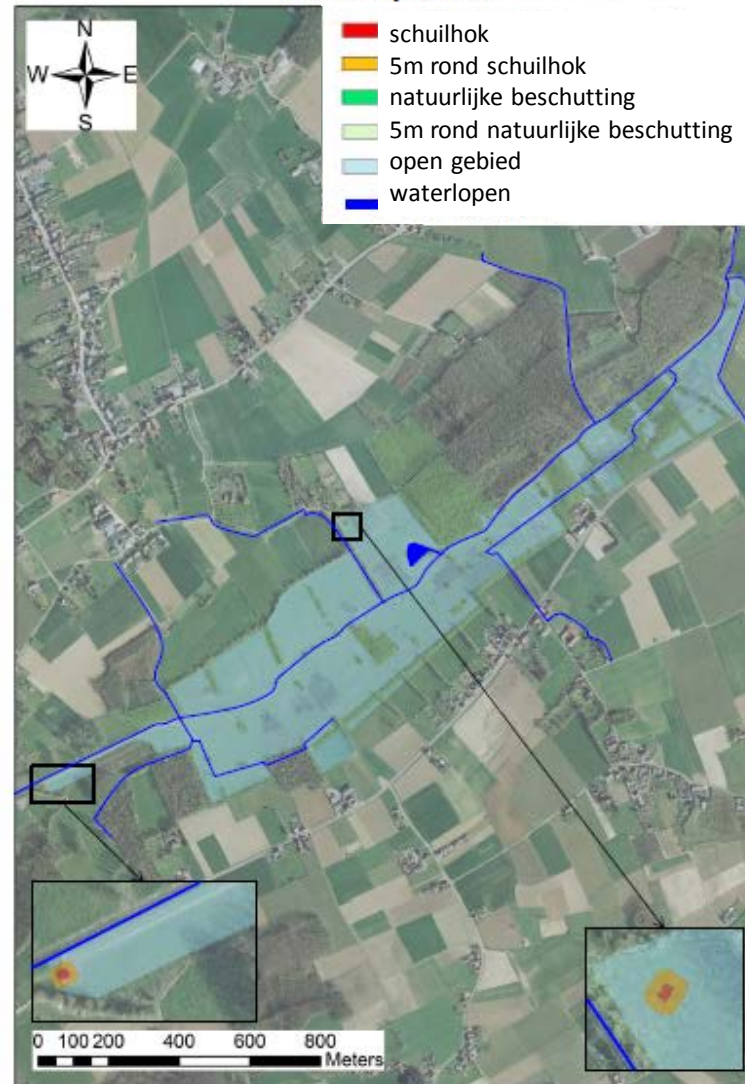 N
W E
S
schuilhok
5m rond schuilhok
natuurlijke beschutting
5m rond natuurlijke beschutting
open gebied
waterlopen
0 100 200 400 600 800
Meters